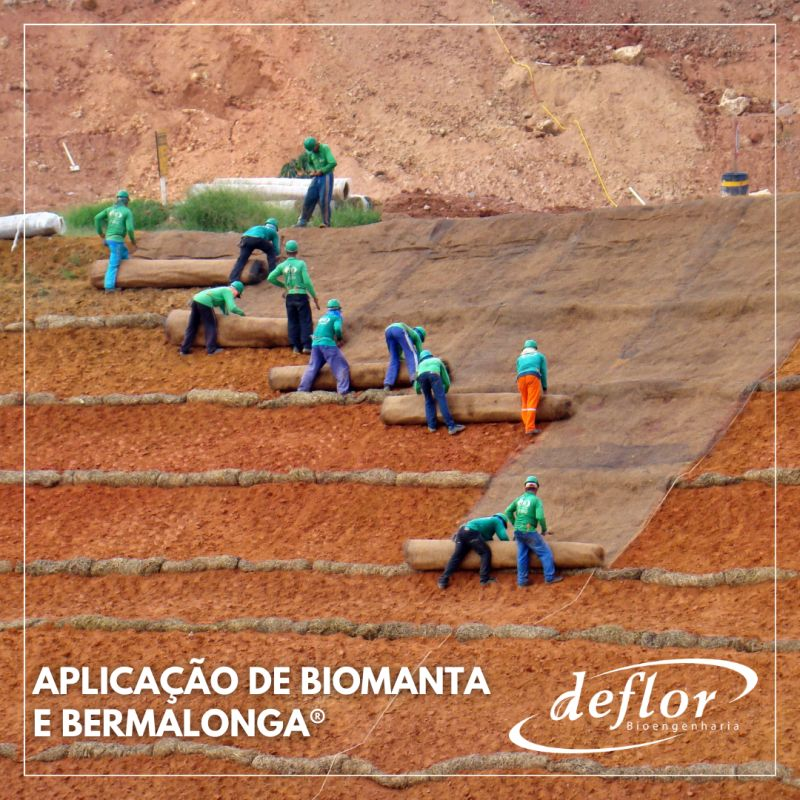 APLICAÇÃO DE BIOMANTA
E BERMALONGA®
deflor
Bioengenharia